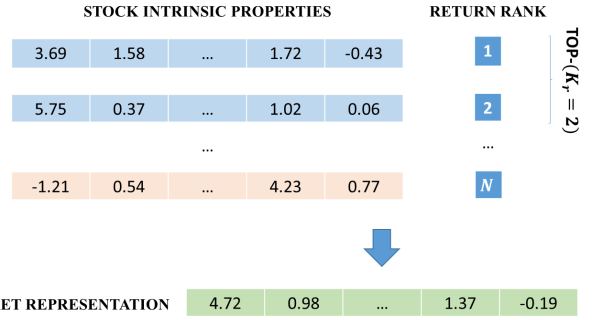 STOCK INTRINSIC PROPERTIES RETURN RANK
3.69 1.58 ... 1.72 -0.43 1
5.75 0.37 ... 1.02 0.06 2
TOP-(K_r = 2)
... ...
-1.21 0.54 ... 4.23 0.77 N
ET REPRESENTATION 4.72 0.98 ... 1.37 -0.19